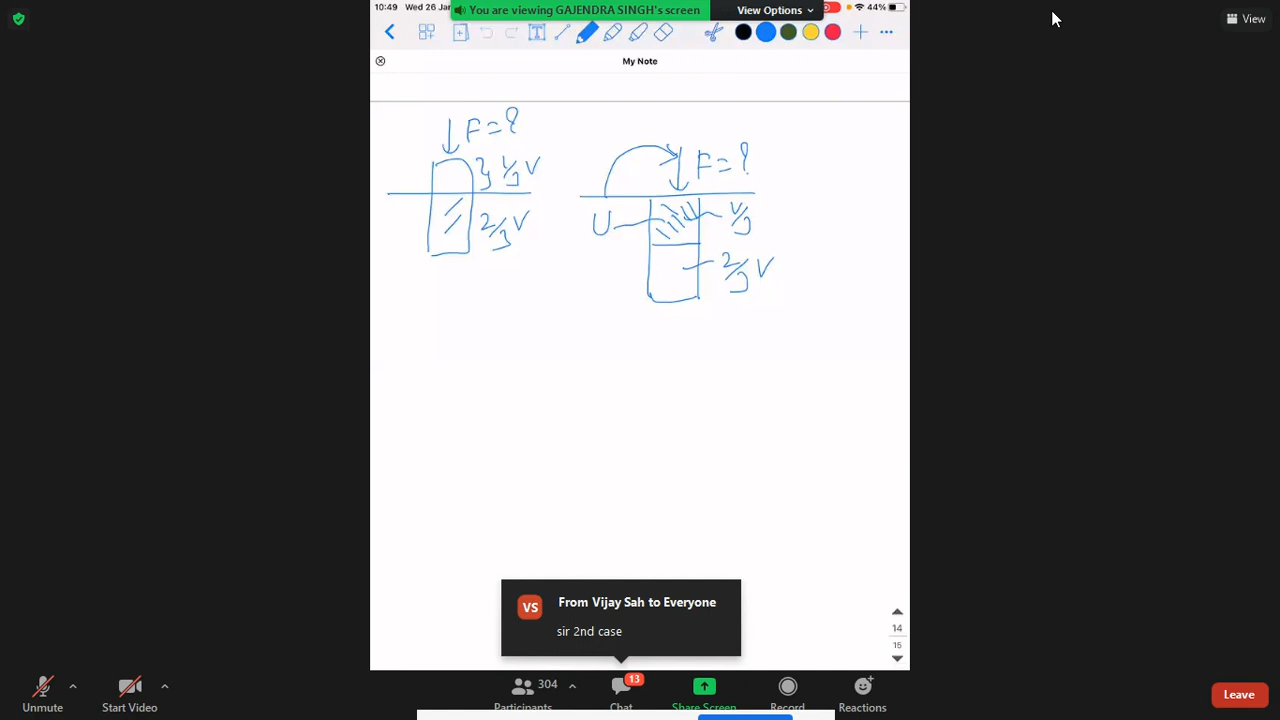 10:49 Wed 26 Jan
You are viewing GAJENDRA SINGH's screen
View Options
44%
View
My Note
F=?
1/3 V
2/3 V
F=?
U
V/3
2/3 V
From Vijay Sah to Everyone
VS
sir 2nd case
14
15
304
13
Unmute
Start Video
Participants
Chat
Share Screen
Record
Reactions
Leave